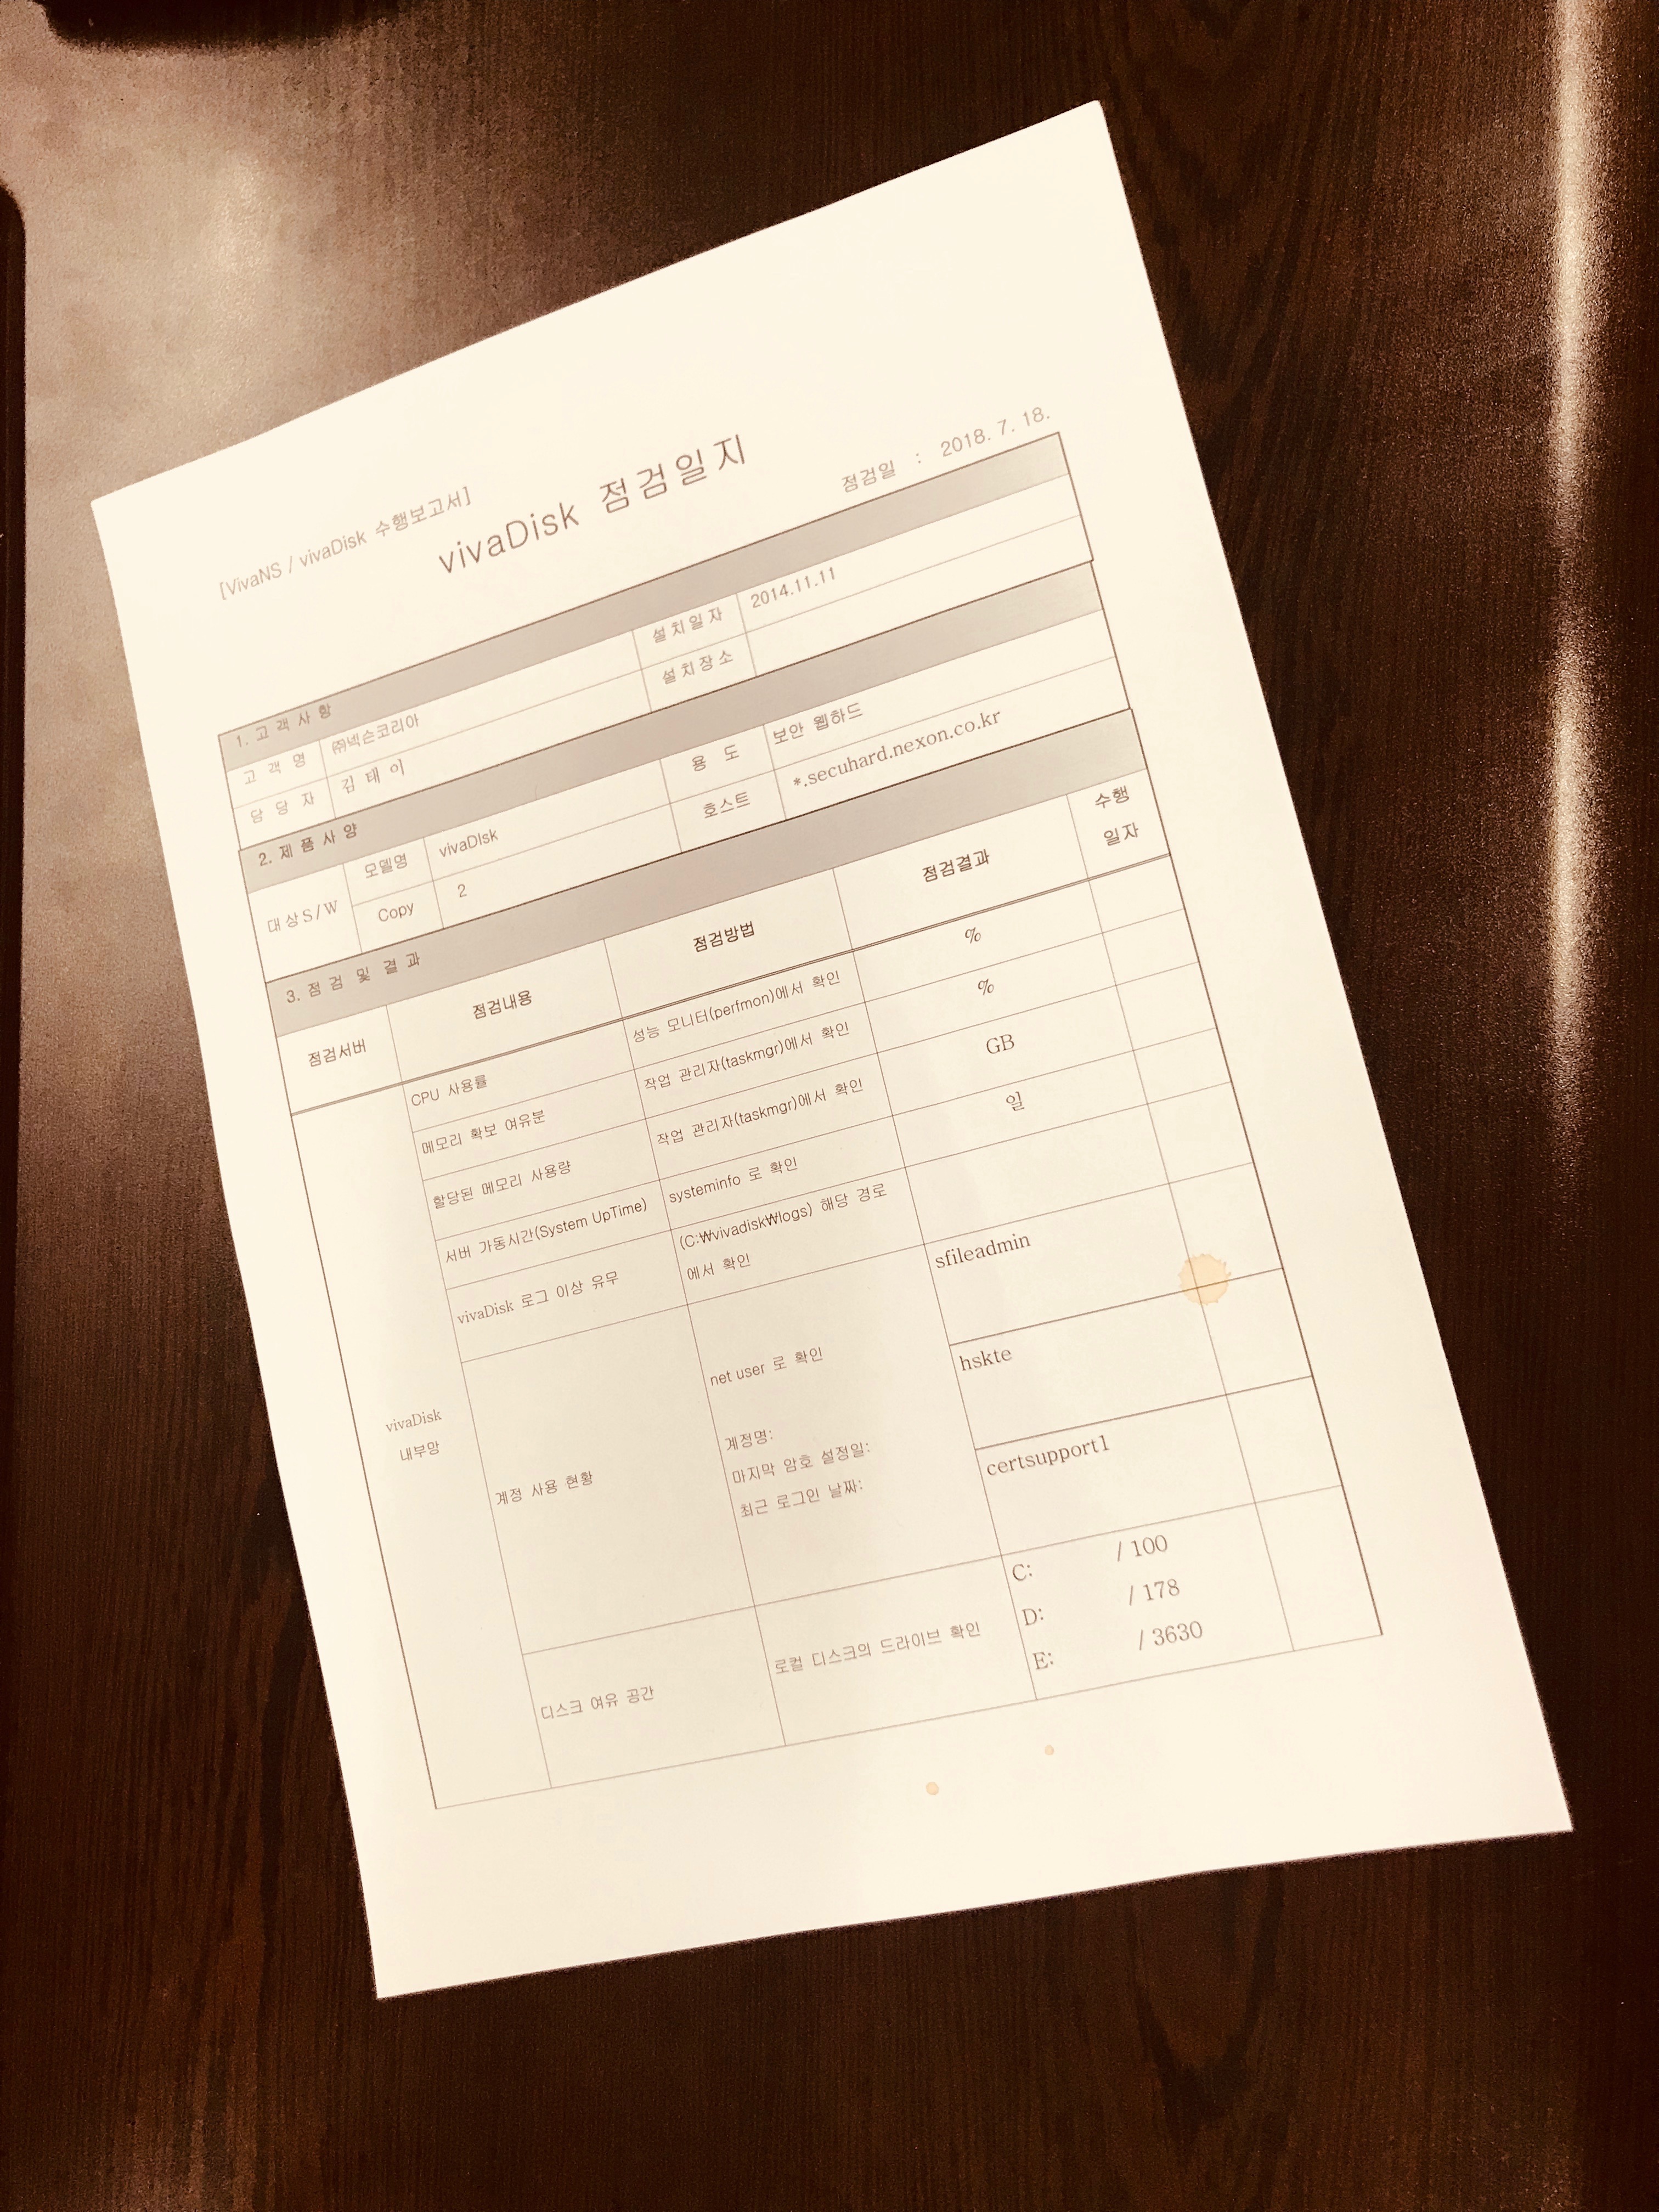 [VivaNS / vivaDisk 수행보고서]
vivaDisk 점검일지
점검일 : 2018. 7. 18.
1. 고 객 사 항
고 객 명 ㈜넥슨코리아 설치일자 2014.11.11
담 당 자 김 태 이 설치장소
2. 제 품 사 양
대상S/W 모델명 vivaDIsk 용 도 보안 웹하드
Copy 2 호스트 *.secuhard.nexon.co.kr
3. 점 검 및 결 과
점검서버 점검내용 점검방법 점검결과 수행
일자
vivaDisk
내부망
CPU 사용률 성능 모니터(perfmon)에서 확인 %
메모리 확보 여유분 작업 관리자(taskmgr)에서 확인 %
할당된 메모리 사용량 작업 관리자(taskmgr)에서 확인 GB
서버 가동시간(System UpTime) systeminfo 로 확인 일
vivaDisk 로그 이상 유무 (C:₩vivadisk₩logs) 해당 경로
에서 확인
계정 사용 현황
net user 로 확인
계정명:
마지막 암호 설정일:
최근 로그인 날짜:
sfileadmin
hskte
certsupport1
디스크 여유 공간 로컬 디스크의 드라이브 확인
C: / 100
D: / 178
E: / 3630